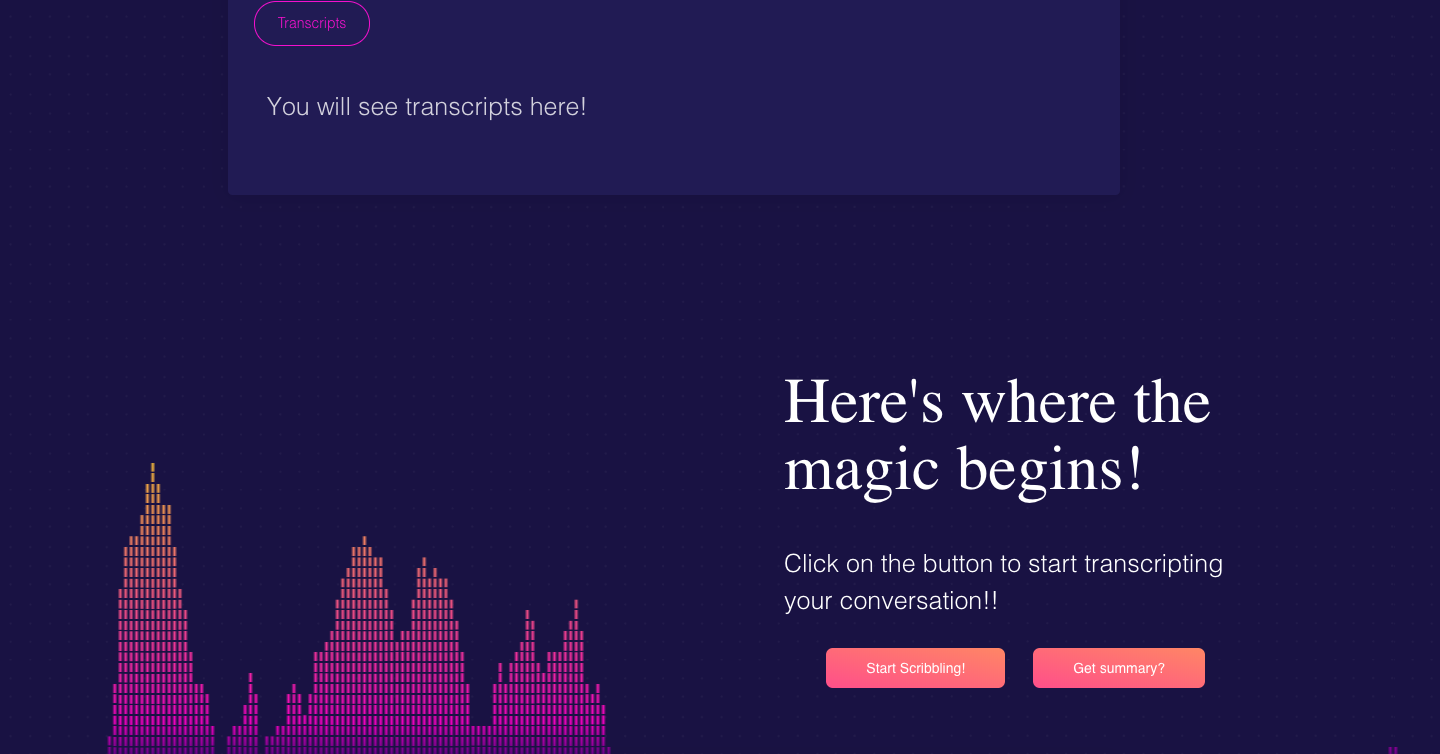 Transcripts
You will see transcripts here!
Here's where the
magic begins!
Click on the button to start transcripting
your conversation!!
Start Scribbling!
Get summary?